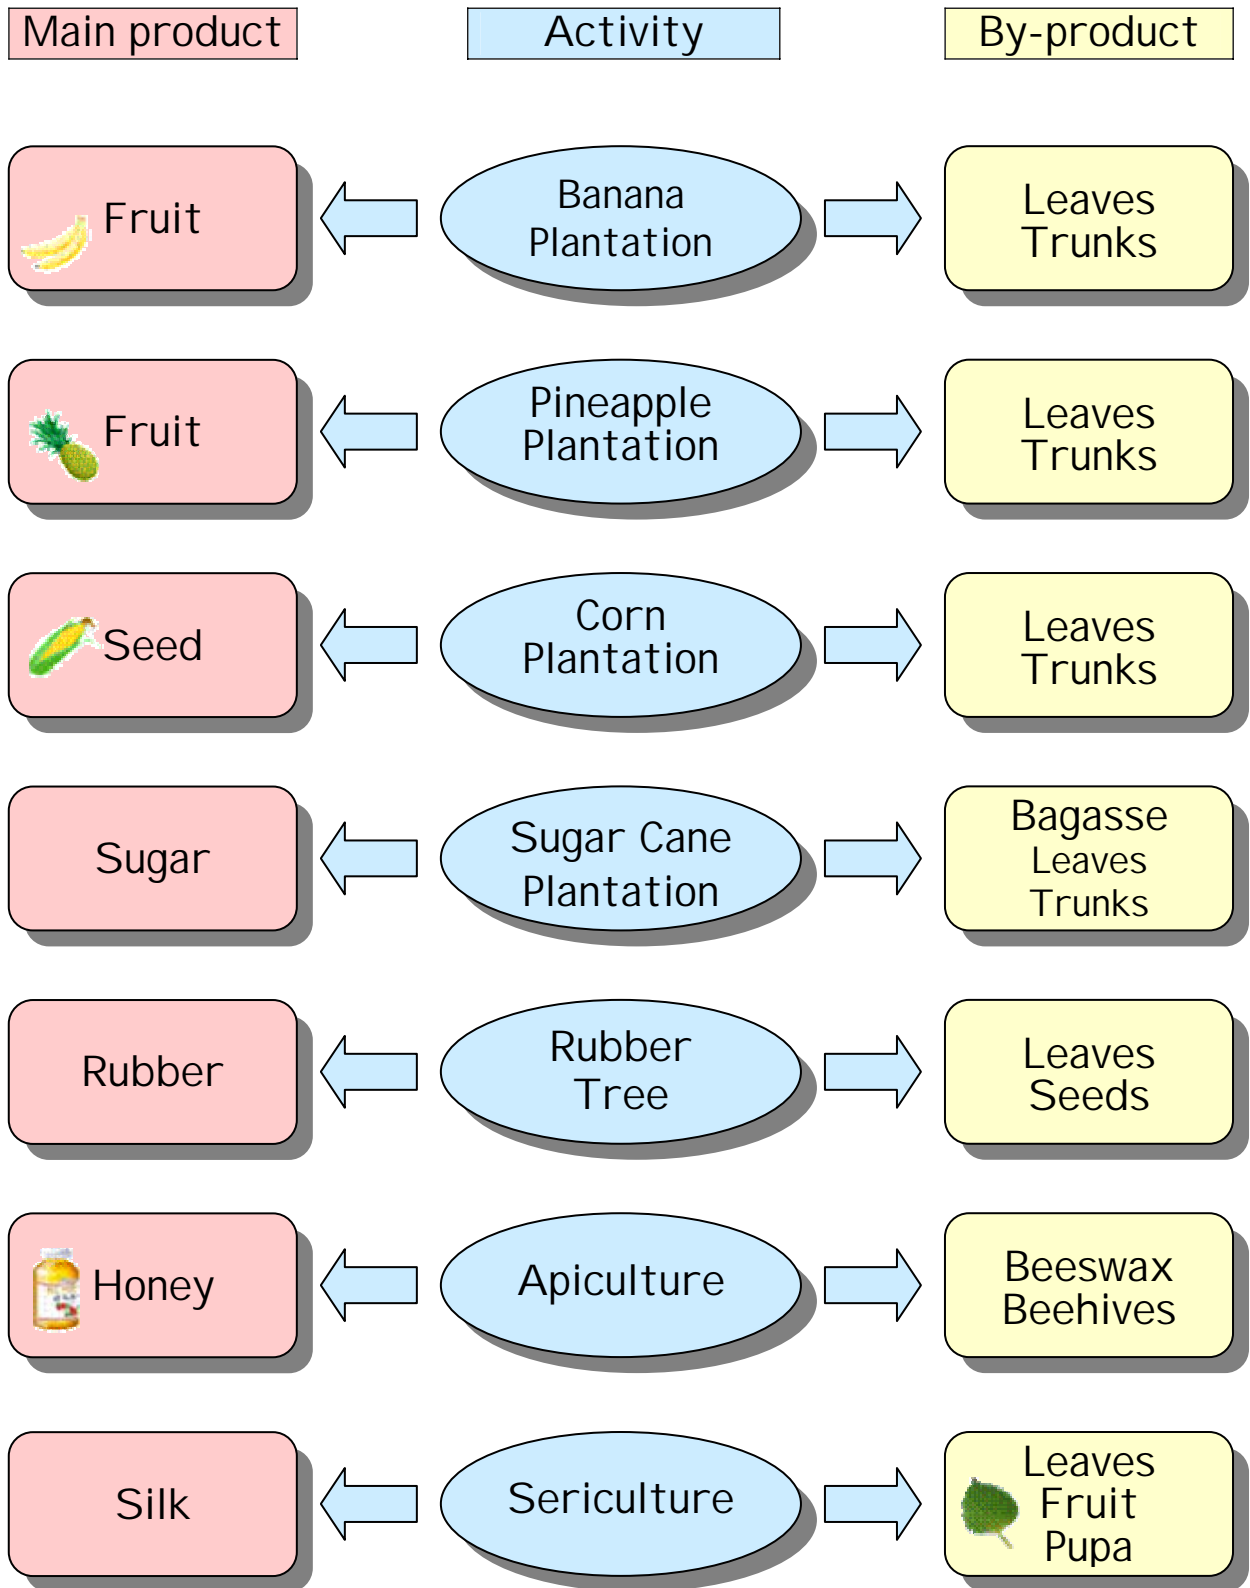 Main product
Activity
By-product
Fruit
Banana
Plantation
Leaves
Trunks
Fruit
Pineapple
Plantation
Leaves
Trunks
Seed
Corn
Plantation
Leaves
Trunks
Sugar
Sugar Cane
Plantation
Bagasse
Leaves
Trunks
Rubber
Rubber
Tree
Leaves
Seeds
Honey
Apiculture
Beeswax
Beehives
Silk
Sericulture
Leaves
Fruit
Pupa